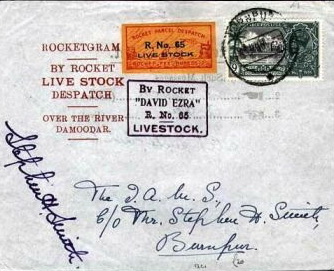 ROCKETGRAM
BY ROCKET
LIVE STOCK
DESPATCH
OVER THE RIVER
DAMOODAR.
ROCKET PARCEL DESPATCH
R. No. 65
LIVE STOCK
BY ROCKET
"DAVID EZRA"
R. No. 65
LIVESTOCK.
Stephen H. Smith.
The I.A.M.S,
C/o Mr. Stephen H. Smith,
Burnpur.